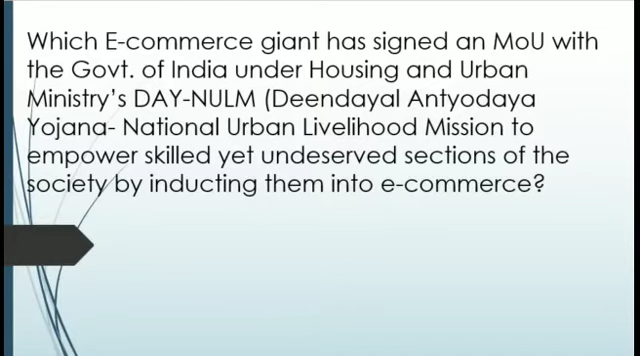 Which E-commerce giant has signed an MoU with
the Govt. of India under Housing and Urban
Ministry's DAY-NULM (Deendayal Antyodaya
Yojana- National Urban Livelihood Mission to
empower skilled yet undeserved sections of the
society by inducting them into e-commerce?